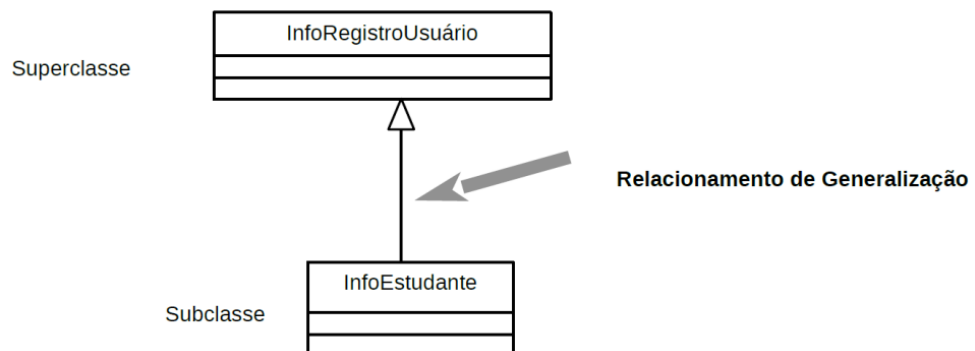 InfoRegistroUsuário
Superclasse
Relacionamento de Generalização
InfoEstudante
Subclasse